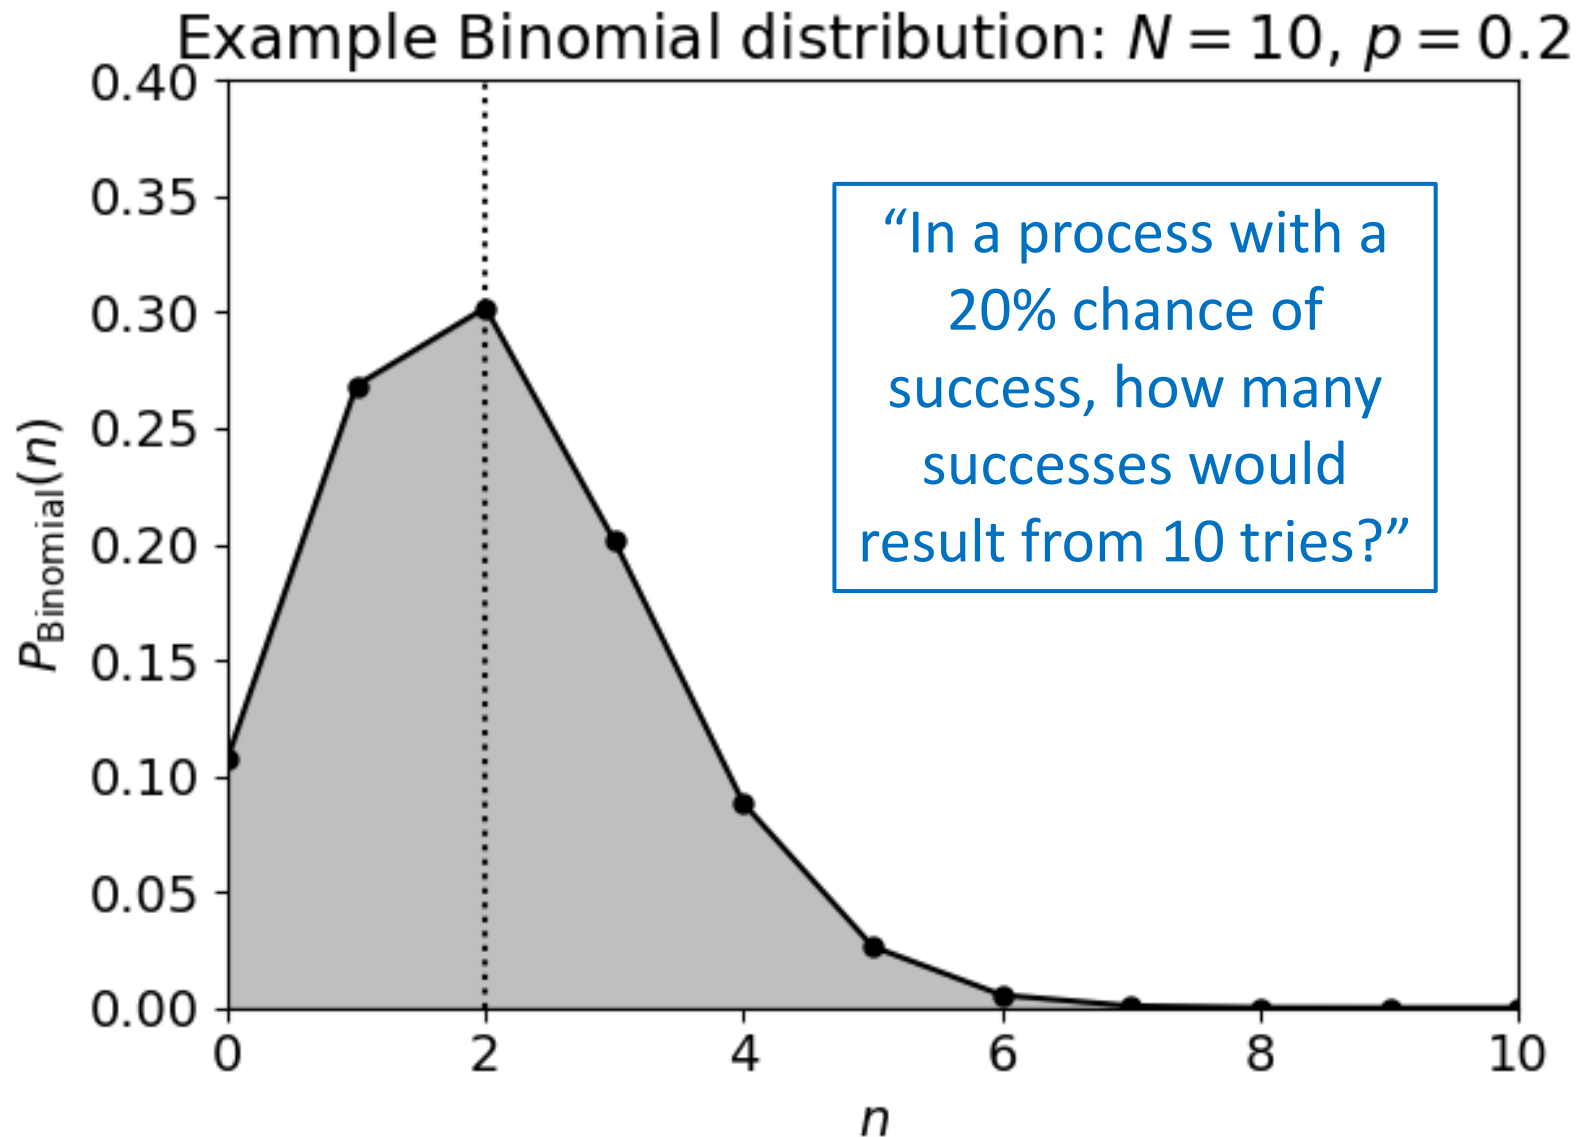 Example Binomial distribution: N = 10, p = 0.2
0.40
0.35
0.30
0.25
0.20
0.15
0.10
0.05
0.00
P_Binomial(n)
“In a process with a
20% chance of
success, how many
successes would
result from 10 tries?”
0 2 4 6 8 10
n